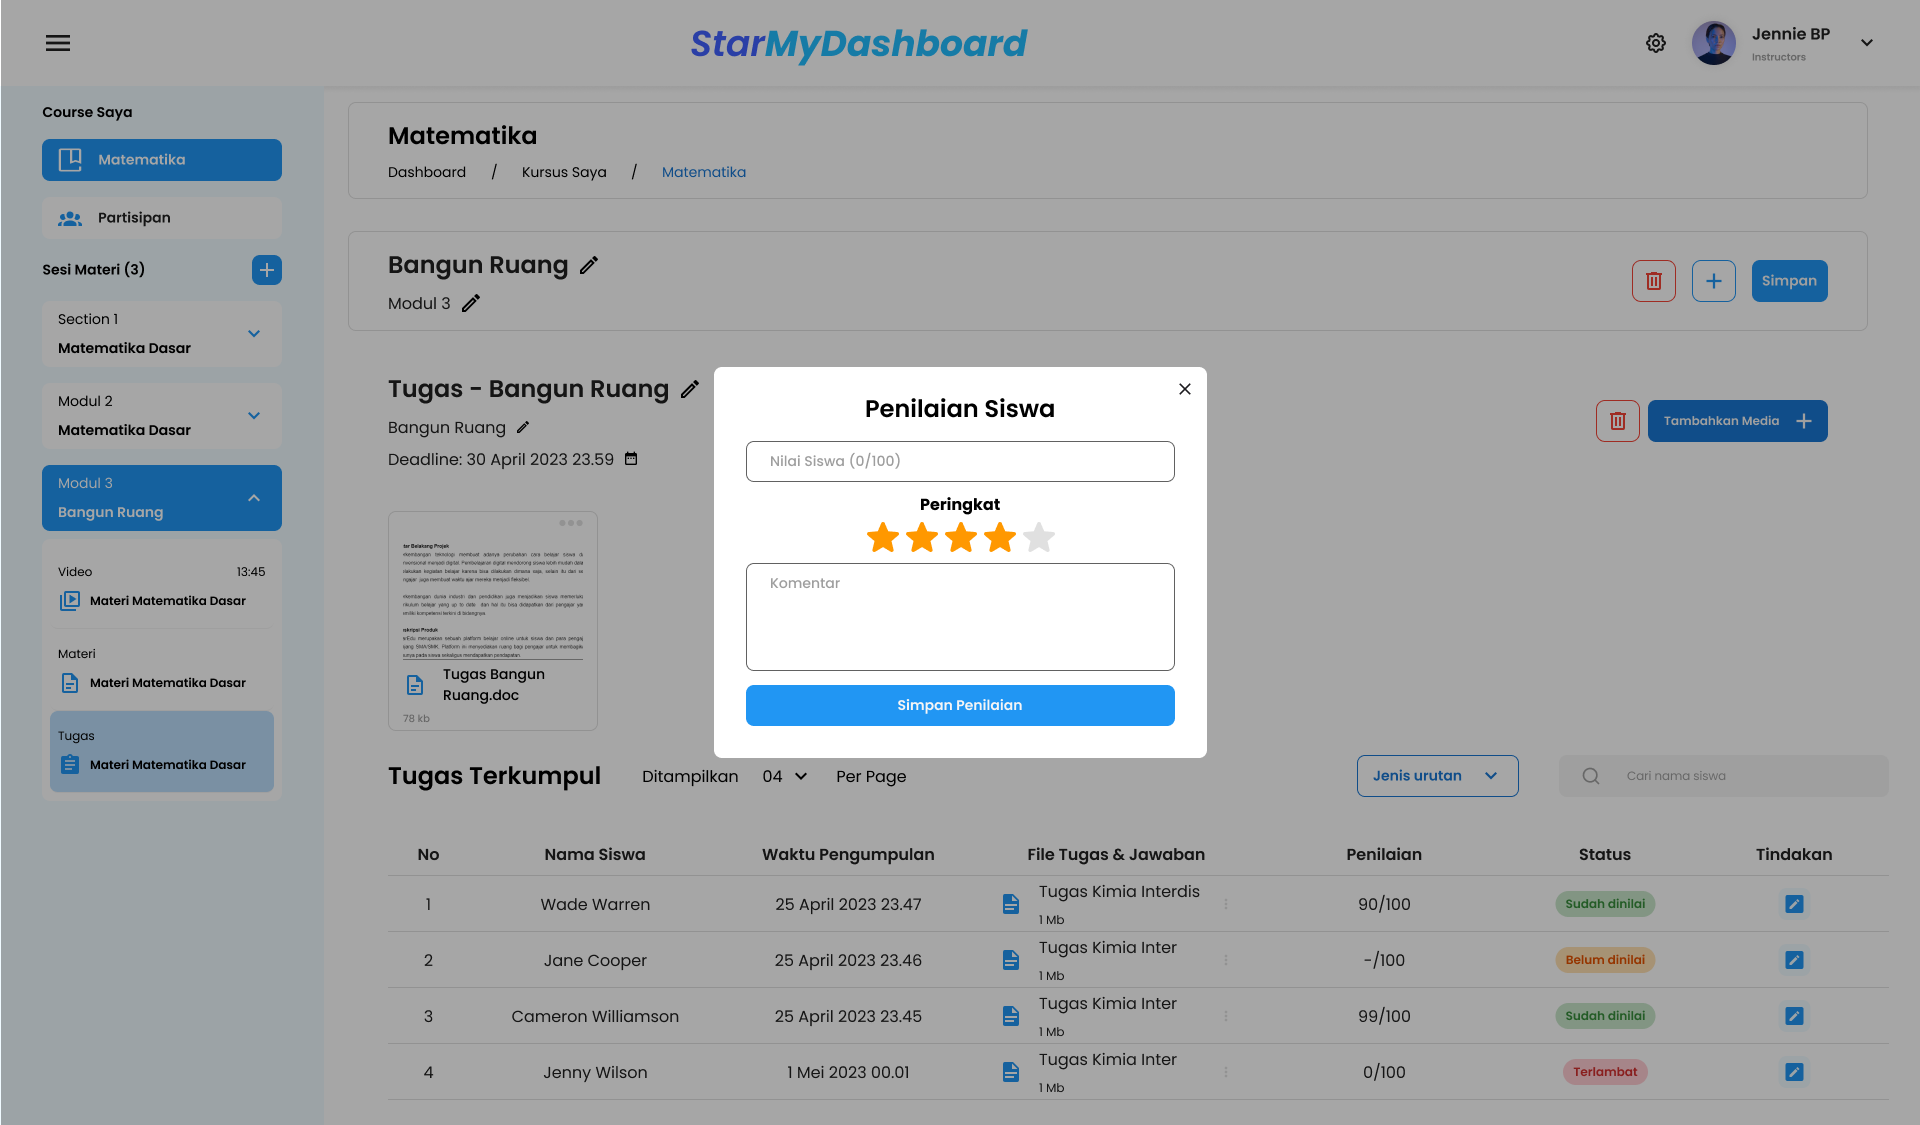 StarMyDashboard
Jennie BP
Instructors
Course Saya
Matematika
Partisipan
Sesi Materi (3)
Section 1
Matematika Dasar
Modul 2
Matematika Dasar
Modul 3
Bangun Ruang
Video 13:45
Materi Matematika Dasar
Materi
Materi Matematika Dasar
Tugas
Materi Matematika Dasar
Matematika
Dashboard / Kursus Saya / Matematika
Bangun Ruang
Modul 3
Simpan
Tugas - Bangun Ruang
Bangun Ruang
Deadline: 30 April 2023 23.59
Tambahkan Media
tar Belakang Projek
skripsi Produk
Tugas Bangun
Ruang.doc
78 kb
Penilaian Siswa
Nilai Siswa (0/100)
Peringkat
Komentar
Simpan Penilaian
Tugas Terkumpul Ditampilkan 04 Per Page
Jenis urutan
Cari nama siswa
No Nama Siswa Waktu Pengumpulan File Tugas & Jawaban Penilaian Status Tindakan
1 Wade Warren 25 April 2023 23.47 Tugas Kimia Interdis 90/100 Sudah dinilai
1 Mb
2 Jane Cooper 25 April 2023 23.46 Tugas Kimia Inter -/100 Belum dinilai
1 Mb
3 Cameron Williamson 25 April 2023 23.45 Tugas Kimia Inter 99/100 Sudah dinilai
1 Mb
4 Jenny Wilson 1 Mei 2023 00.01 Tugas Kimia Inter 0/100 Terlambat
1 Mb